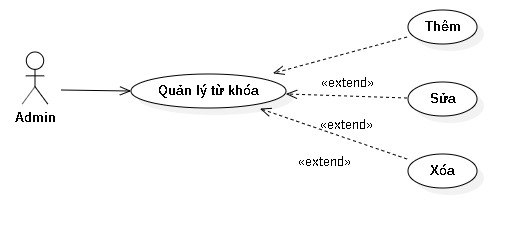 Thêm
«extend»
Quản lý từ khóa
Sửa
Admin
«extend»
«extend»
Xóa